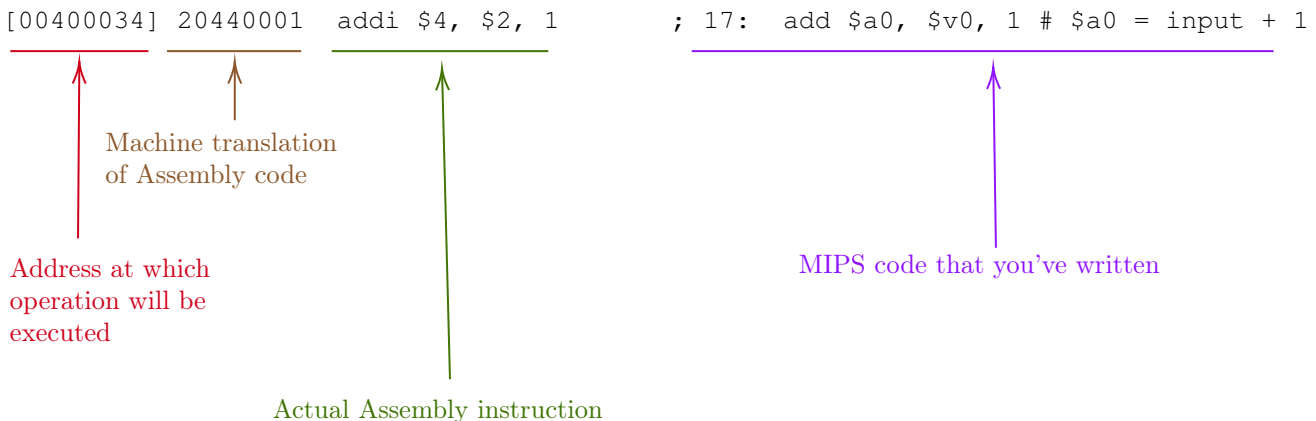 [00400034] 20440001 addi $4, $2, 1 ; 17: add $a0, $v0, 1 # $a0 = input + 1
Machine translation
of Assembly code
Address at which
operation will be
executed
MIPS code that you've written
Actual Assembly instruction